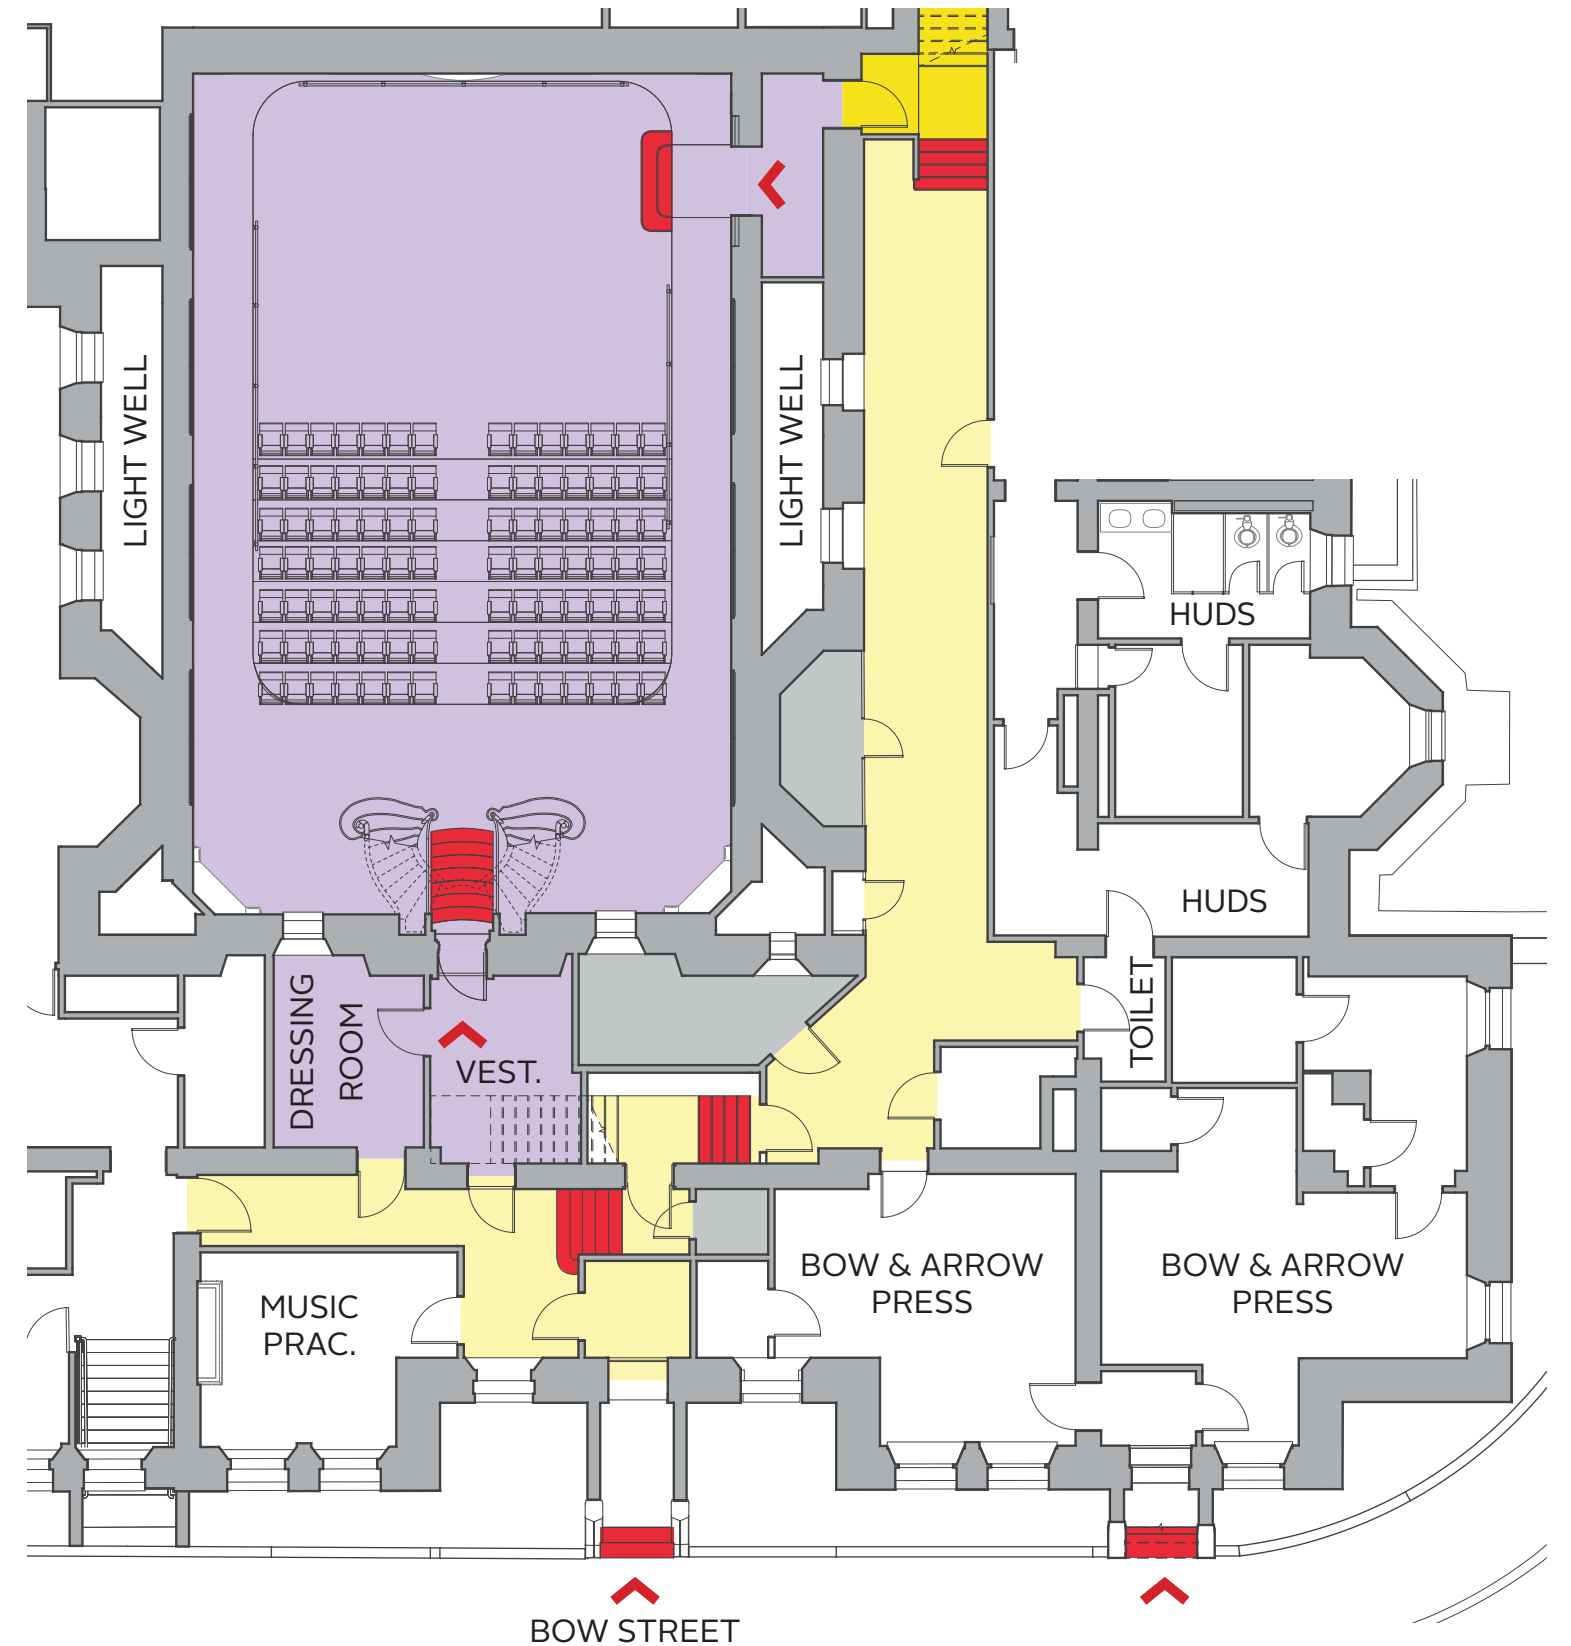 LIGHT WELL
LIGHT WELL
HUDS
HUDS
DRESSING
ROOM
VEST.
TOILET
MUSIC
PRAC.
BOW & ARROW
PRESS
BOW & ARROW
PRESS
BOW STREET